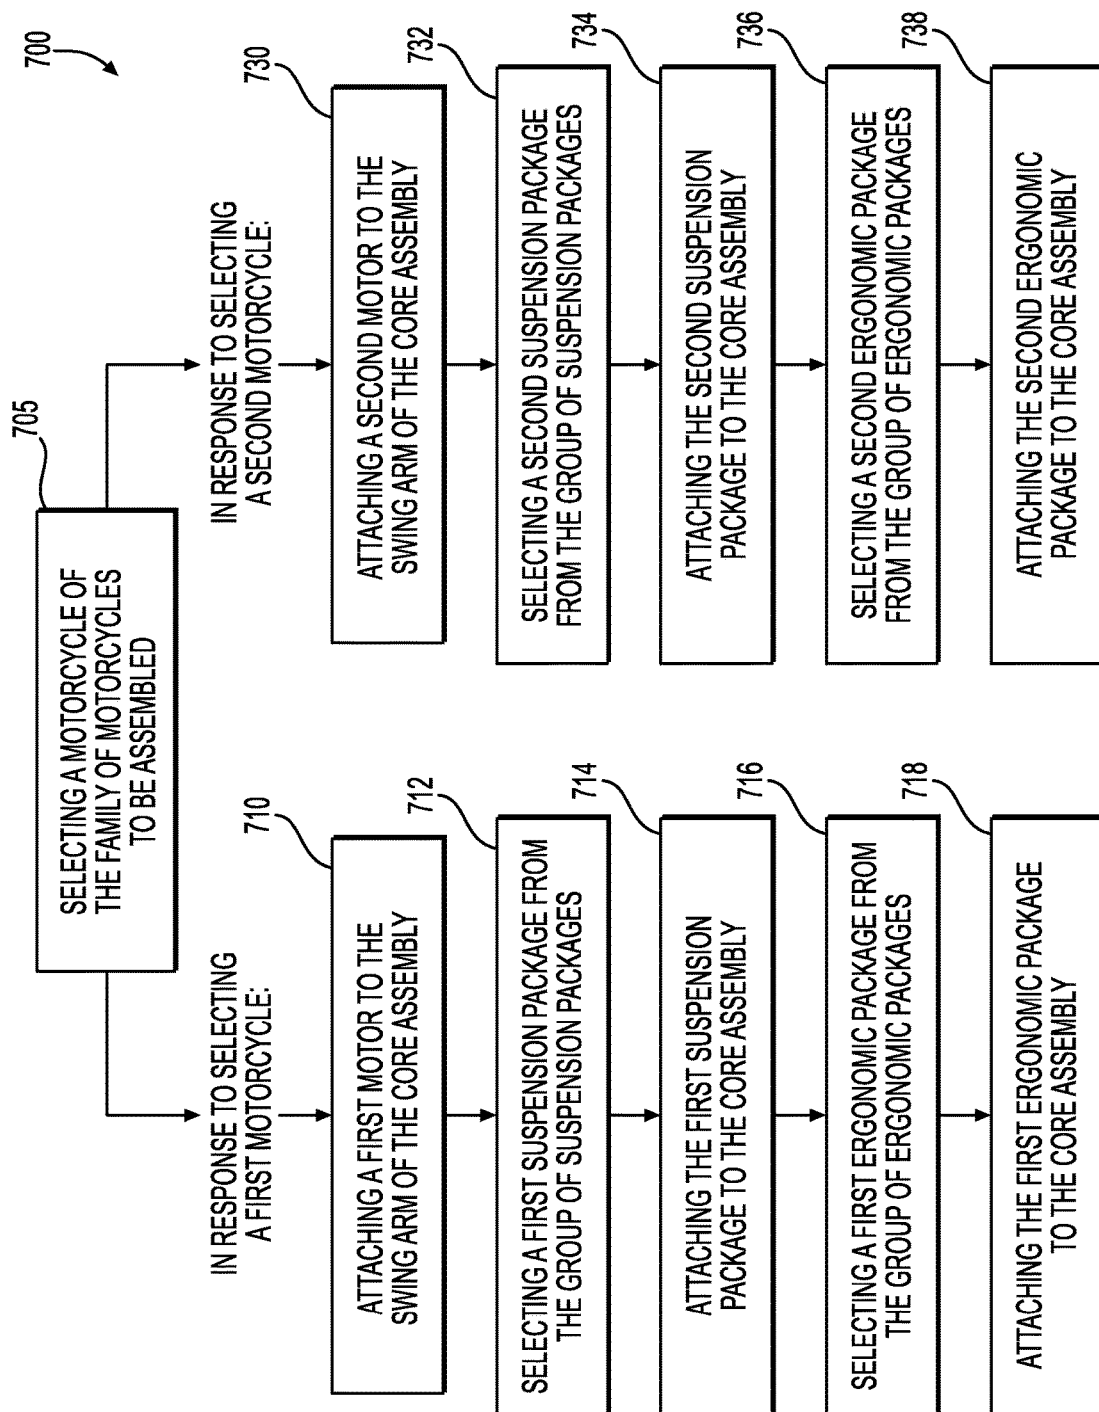 700
705
SELECTING A MOTORCYCLE OF
THE FAMILY OF MOTORCYCLES
TO BE ASSEMBLED
IN RESPONSE TO SELECTING
A FIRST MOTORCYCLE:
710
ATTACHING A FIRST MOTOR TO THE
SWING ARM OF THE CORE ASSEMBLY
712
SELECTING A FIRST SUSPENSION PACKAGE FROM
THE GROUP OF SUSPENSION PACKAGES
714
ATTACHING THE FIRST SUSPENSION
PACKAGE TO THE CORE ASSEMBLY
716
SELECTING A FIRST ERGONOMIC PACKAGE FROM
THE GROUP OF ERGONOMIC PACKAGES
718
ATTACHING THE FIRST ERGONOMIC PACKAGE
TO THE CORE ASSEMBLY
IN RESPONSE TO SELECTING
A SECOND MOTORCYCLE:
730
ATTACHING A SECOND MOTOR TO THE
SWING ARM OF THE CORE ASSEMBLY
732
SELECTING A SECOND SUSPENSION PACKAGE
FROM THE GROUP OF SUSPENSION PACKAGES
734
ATTACHING THE SECOND SUSPENSION
PACKAGE TO THE CORE ASSEMBLY
736
SELECTING A SECOND ERGONOMIC PACKAGE
FROM THE GROUP OF ERGONOMIC PACKAGES
738
ATTACHING THE SECOND ERGONOMIC
PACKAGE TO THE CORE ASSEMBLY